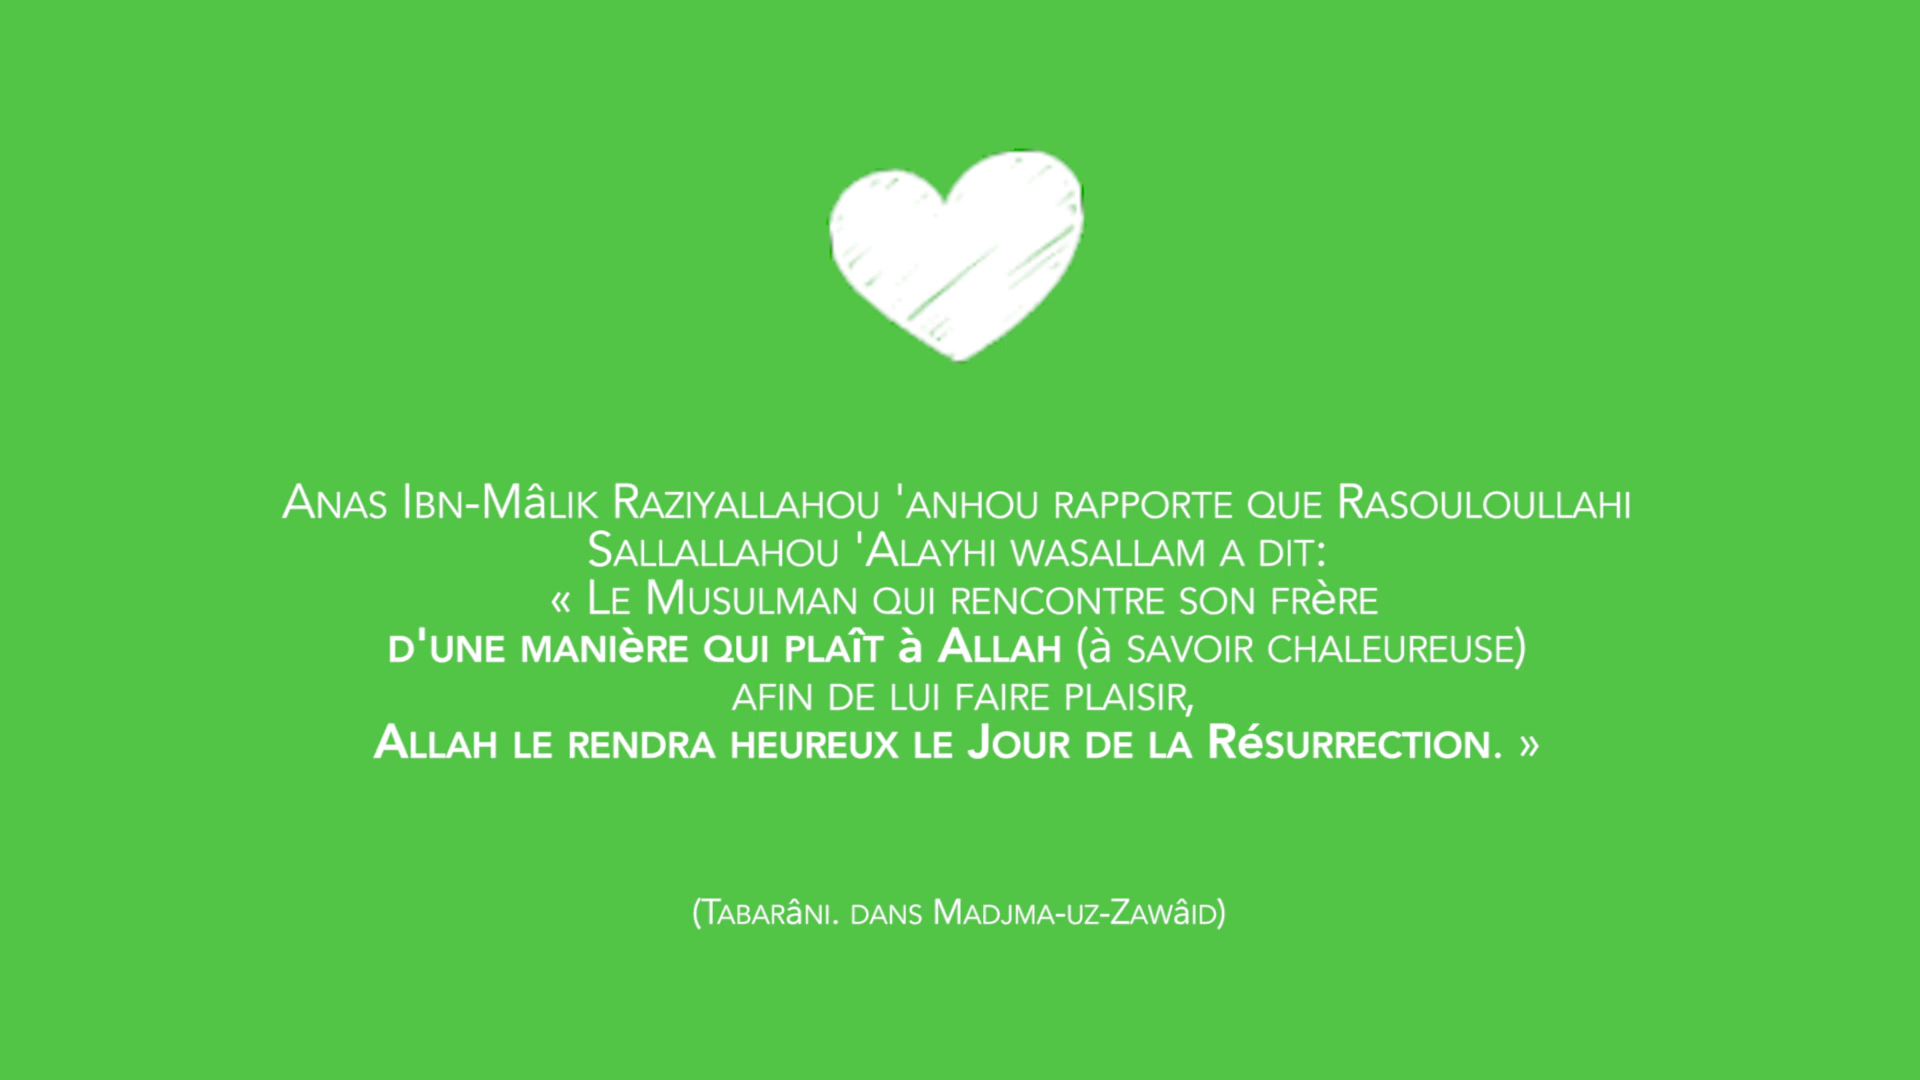 Anas Ibn-Mâlik Raziyallahou 'anhou rapporte que Rasouloullahi
Sallallahou 'Alayhi wasallam a dit:
« Le Musulman qui rencontre son frère
d'une manière qui plaît à Allah (à savoir chaleureuse)
afin de lui faire plaisir,
Allah le rendra heureux le Jour de la Résurrection. »
(Tabarâni. dans Madjma-uz-Zawâid)